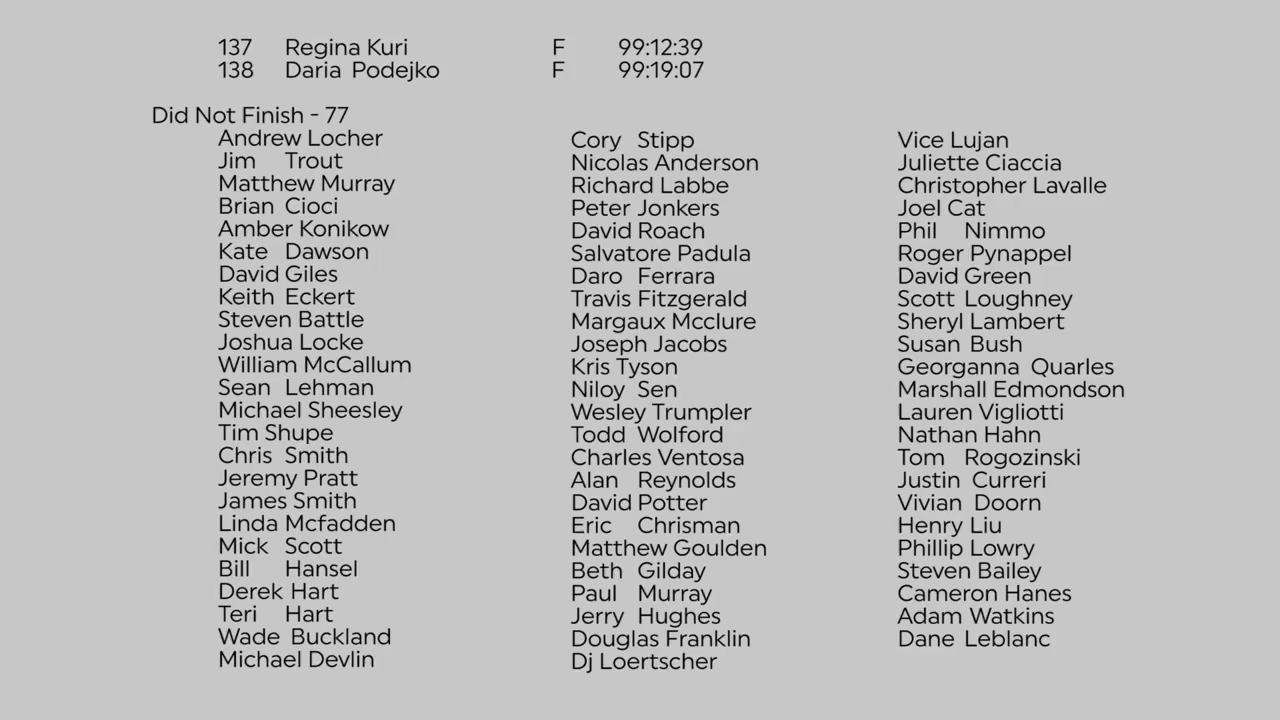 137 Regina Kuri F 99:12:39
138 Daria Podejko F 99:19:07
Did Not Finish - 77
Andrew Locher
Jim Trout
Matthew Murray
Brian Cioci
Amber Konikow
Kate Dawson
David Giles
Keith Eckert
Steven Battle
Joshua Locke
William McCallum
Sean Lehman
Michael Sheesley
Tim Shupe
Chris Smith
Jeremy Pratt
James Smith
Linda Mcfadden
Mick Scott
Bill Hansel
Derek Hart
Teri Hart
Wade Buckland
Michael Devlin
Cory Stipp
Nicolas Anderson
Richard Labbe
Peter Jonkers
David Roach
Salvatore Padula
Daro Ferrara
Travis Fitzgerald
Margaux Mcclure
Joseph Jacobs
Kris Tyson
Niloy Sen
Wesley Trumpler
Todd Wolford
Charles Ventosa
Alan Reynolds
David Potter
Eric Chrisman
Matthew Goulden
Beth Gilday
Paul Murray
Jerry Hughes
Douglas Franklin
Dj Loertscher
Vice Lujan
Juliette Ciaccia
Christopher Lavalle
Joel Cat
Phil Nimmo
Roger Pynappel
David Green
Scott Loughney
Sheryl Lambert
Susan Bush
Georganna Quarles
Marshall Edmondson
Lauren Vigliotti
Nathan Hahn
Tom Rogozinski
Justin Curreri
Vivian Doorn
Henry Liu
Phillip Lowry
Steven Bailey
Cameron Hanes
Adam Watkins
Dane Leblanc